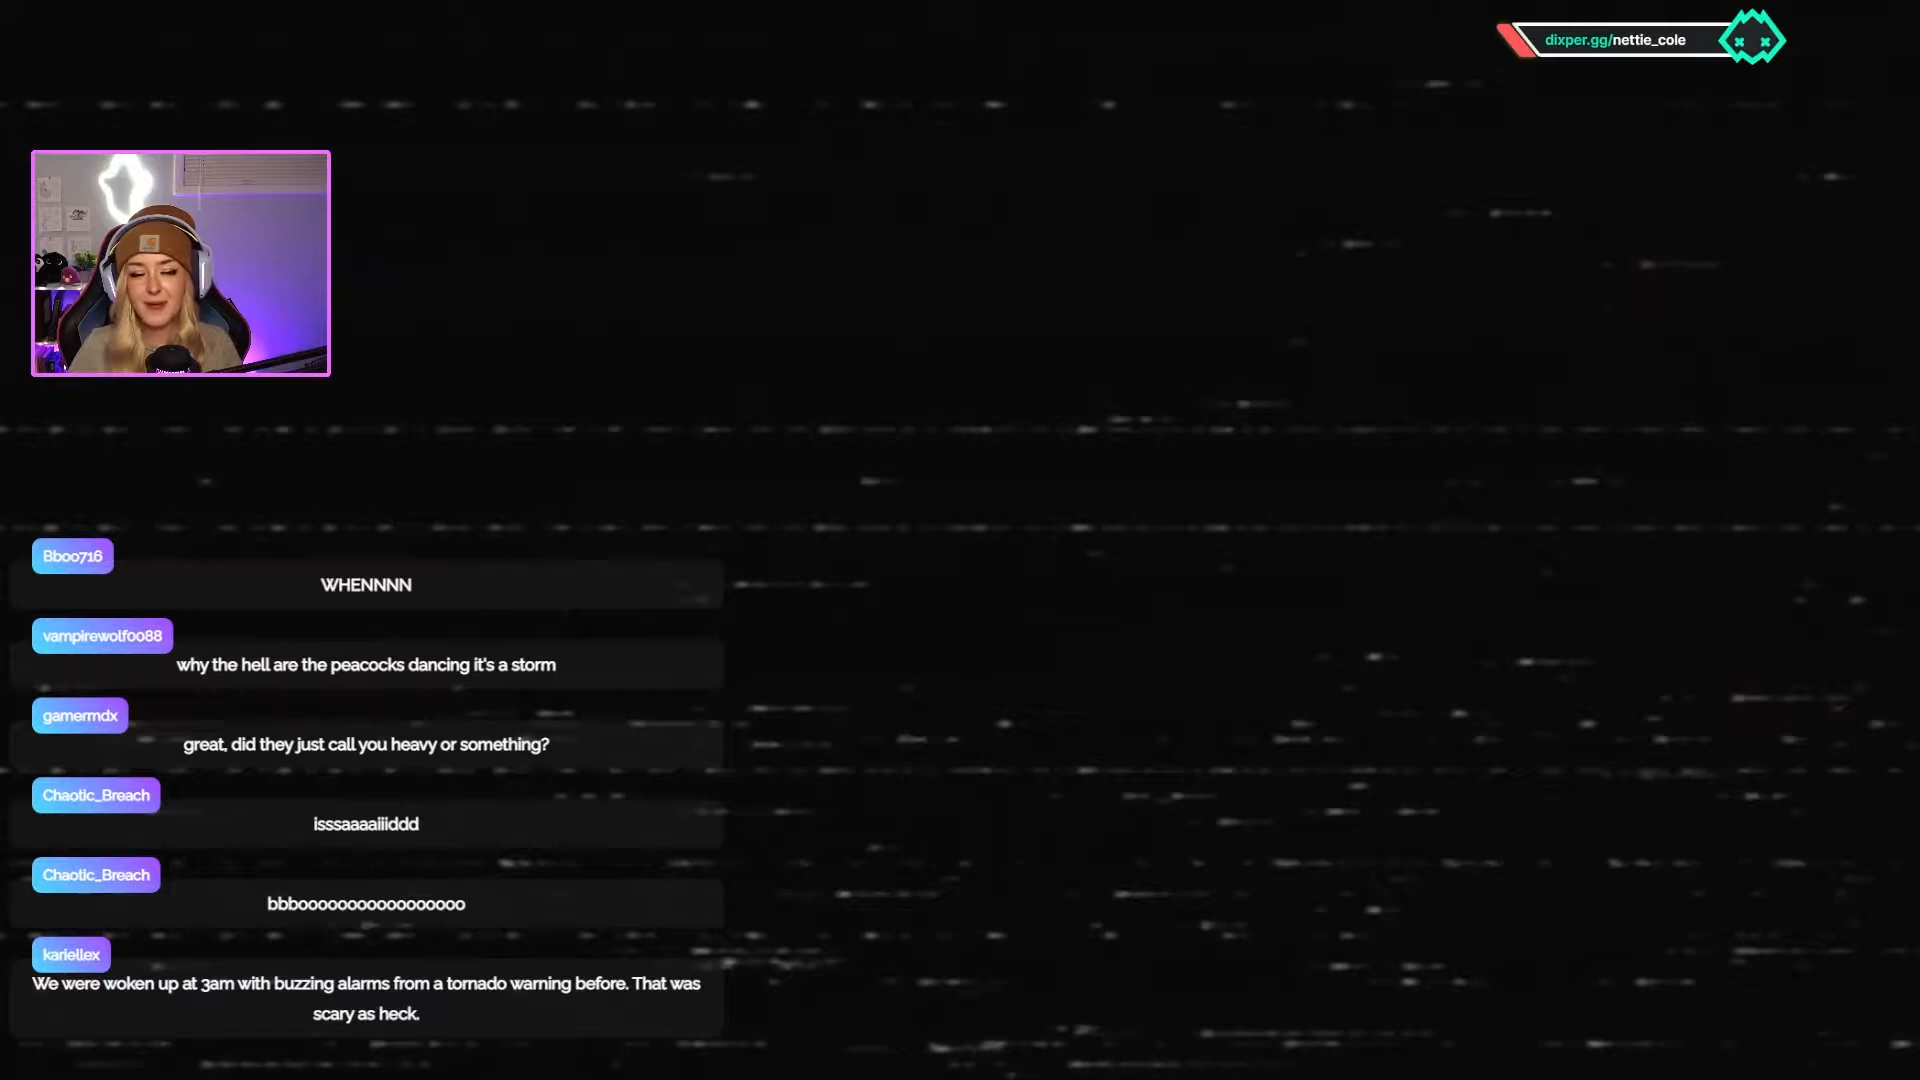 dixper.gg/nettie_cole
Bboo716
WHENNNN
vampirewolf0088
why the hell are the peacocks dancing it's a storm
gamermdx
great, did they just call you heavy or something?
Chaotic_Breach
isssaaaaiiiddd
Chaotic_Breach
bbbooooooooooooooooo
kariellex
We were woken up at 3am with buzzing alarms from a tornado warning before. That was
scary as heck.